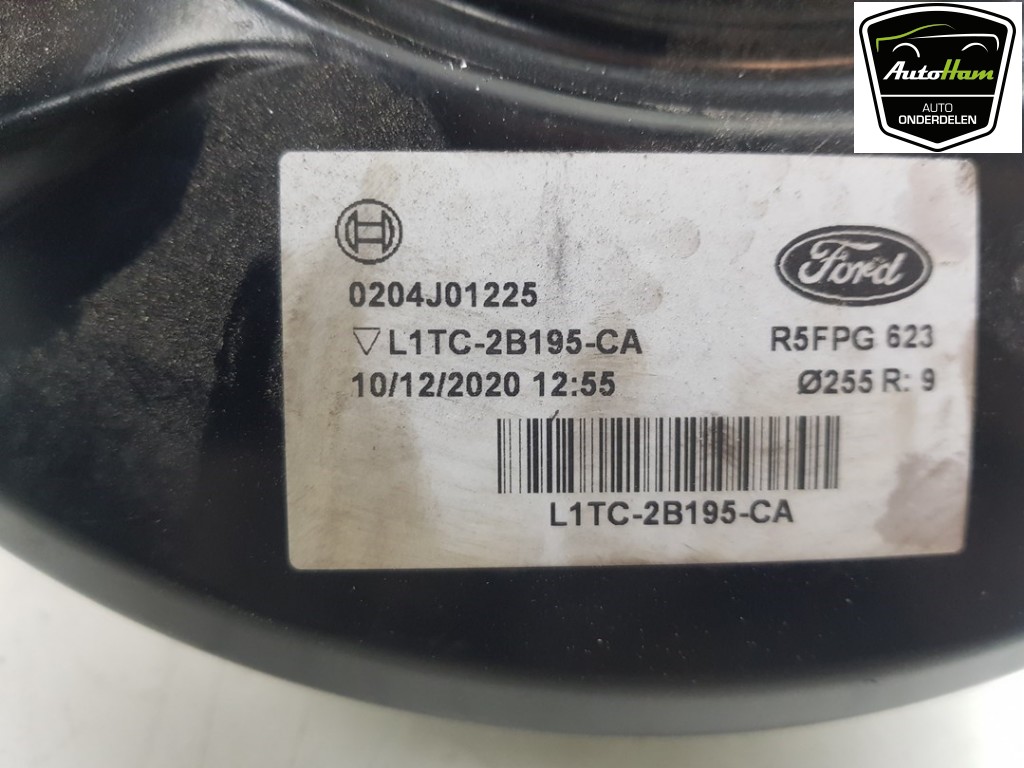 AutoHam
AUTO
ONDERDELEN
Ford
0204J01225
▽L1TC-2B195-CA R5FPG 623
10/12/2020 12:55 Ø255 R: 9
L1TC-2B195-CA